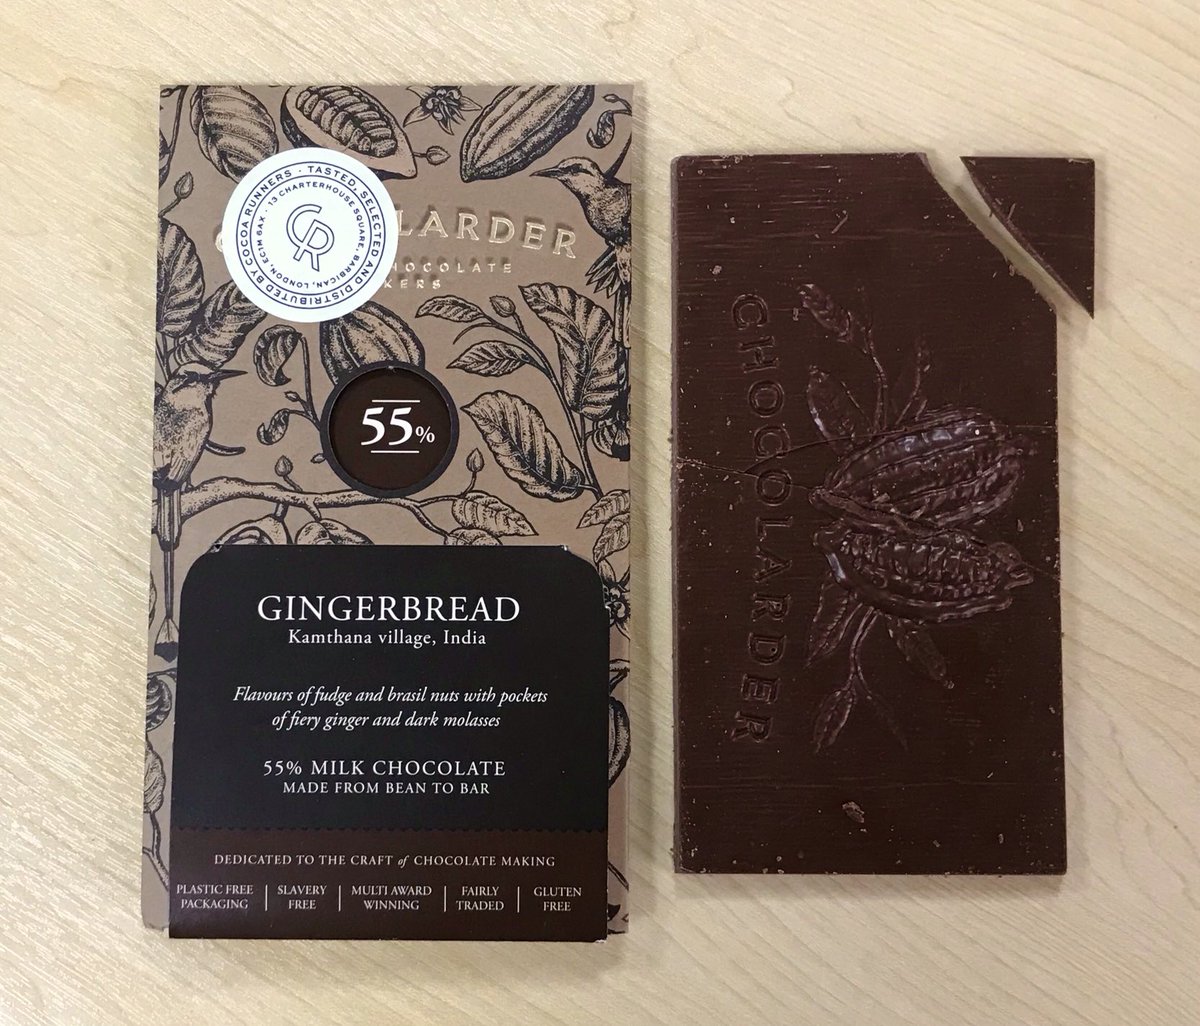 TASTED, SELECTED AND DISTRIBUTED BY COCOA RUNNERS ·
13 CHARTERHOUSE SQUARE, BARBICAN, LONDON, EC1M 6AX ·
CR
LARDER
HOCOLATE
KERS
55%
GINGERBREAD
Kamthana village, India
Flavours of fudge and brasil nuts with pockets
of fiery ginger and dark molasses
55% MILK CHOCOLATE
MADE FROM BEAN TO BAR
DEDICATED TO THE CRAFT of CHOCOLATE MAKING
PLASTIC FREE
PACKAGING
SLAVERY
FREE
MULTI AWARD
WINNING
FAIRLY
TRADED
GLUTEN
FREE
CHOCOLARDER